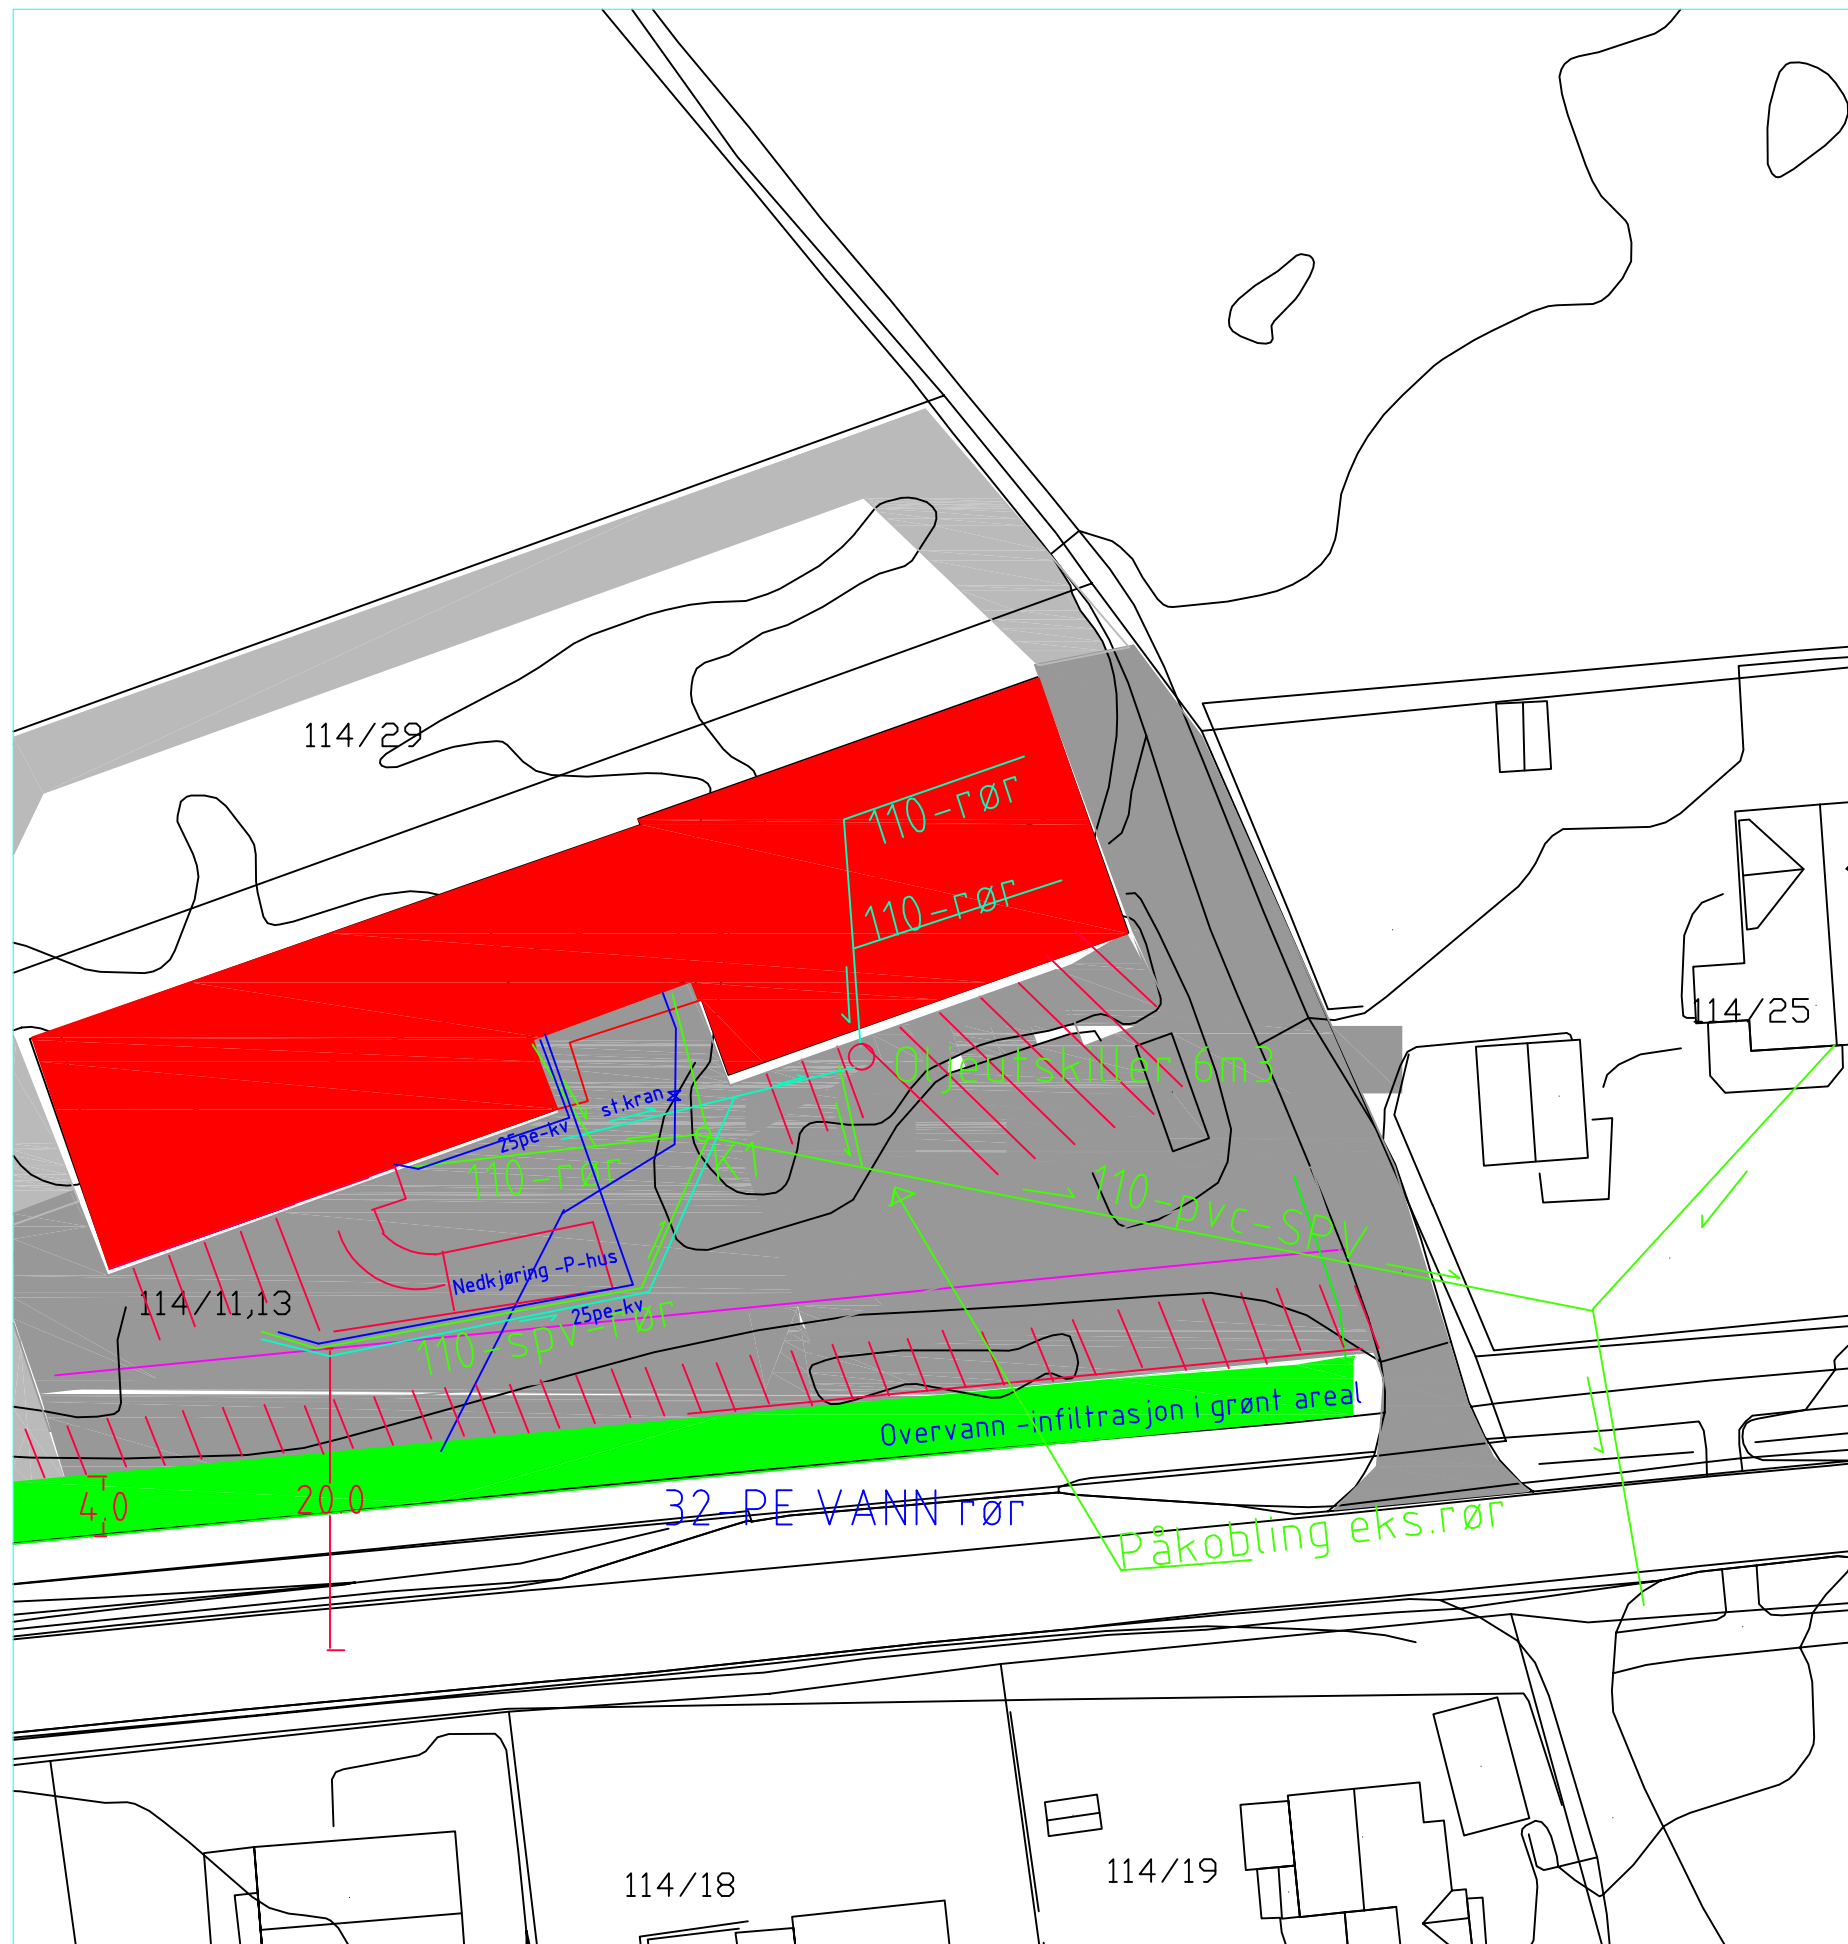 114/29
110-rør
110-rør
114/25
Oljeutskiller 6m3
st.kran
25pe-kv
110-rør
K1
110-pvc-SpV
Nedkjøring -P-hus
114/11,13
25pe-kv
110-spv-rør
Overvann -infiltrasjon i grønt areal
4.0
20.0
32-PE VANN rør
Påkobling eks.rør
114/18
114/19